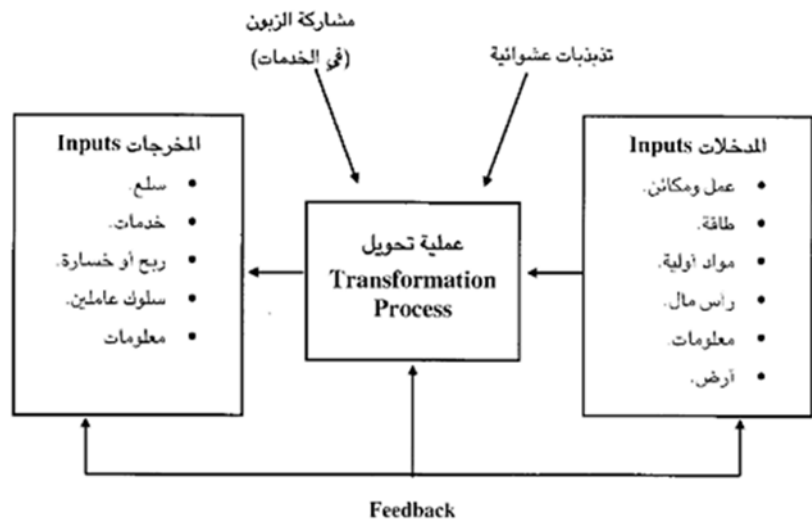 مشاركة الزبون
(في الخدمات)
تذبذبات عشوائية
المدخلات Inputs
• عمل ومكائن.
• طاقة.
• مواد أولية.
• رأس مال.
• معلومات.
• أرض.
عملية تحويل
Transformation
Process
المخرجات Inputs
• سلع.
• خدمات.
• ربح أو خسارة.
• سلوك عاملين.
• معلومات
Feedback